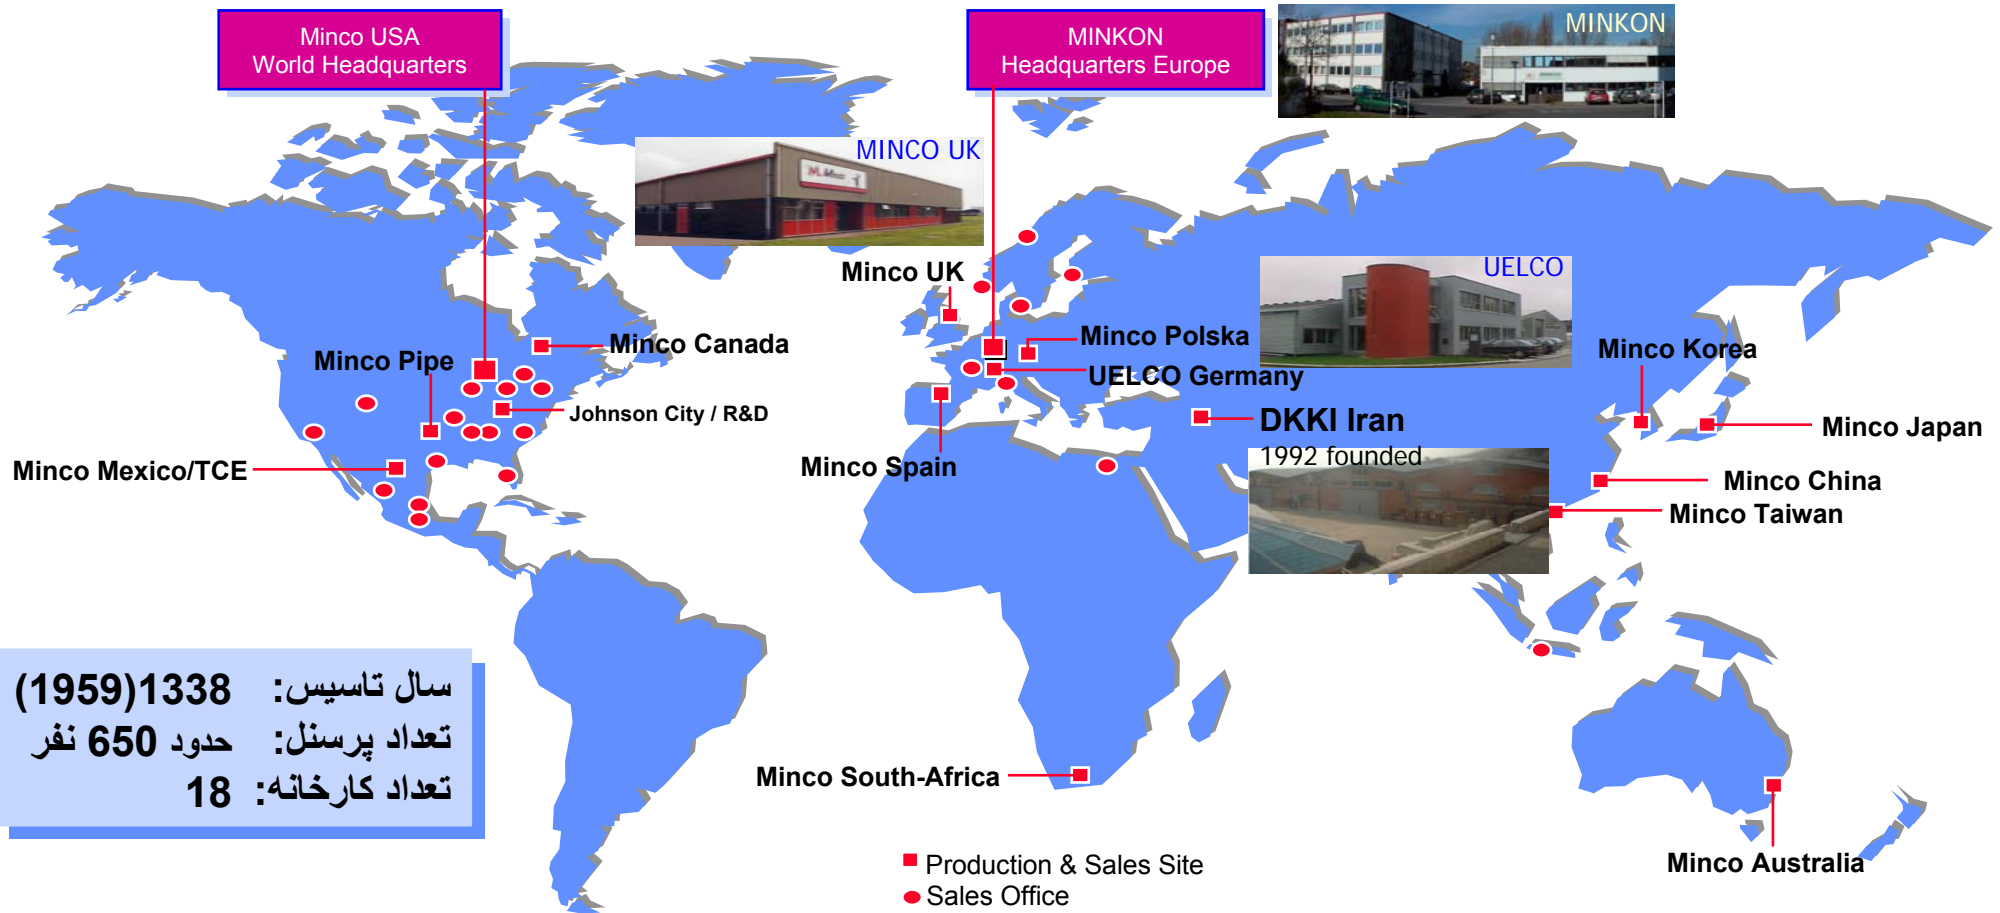 Minco USA
World Headquarters
MINKON
Headquarters Europe
MINKON
MINCO UK
Minco
Minco UK
UELCO
Minco Polska
UELCO Germany
Minco Canada
Minco Pipe
Johnson City / R&D
Minco Mexico/TCE
Minco Spain
DKKI Iran
1992 founded
Minco Korea
Minco Japan
Minco China
Minco Taiwan
Minco South-Africa
Minco Australia
سال تاسیس: 1338(1959)
تعداد پرسنل: حدود 650 نفر
تعداد کارخانه: 18
Production & Sales Site
Sales Office